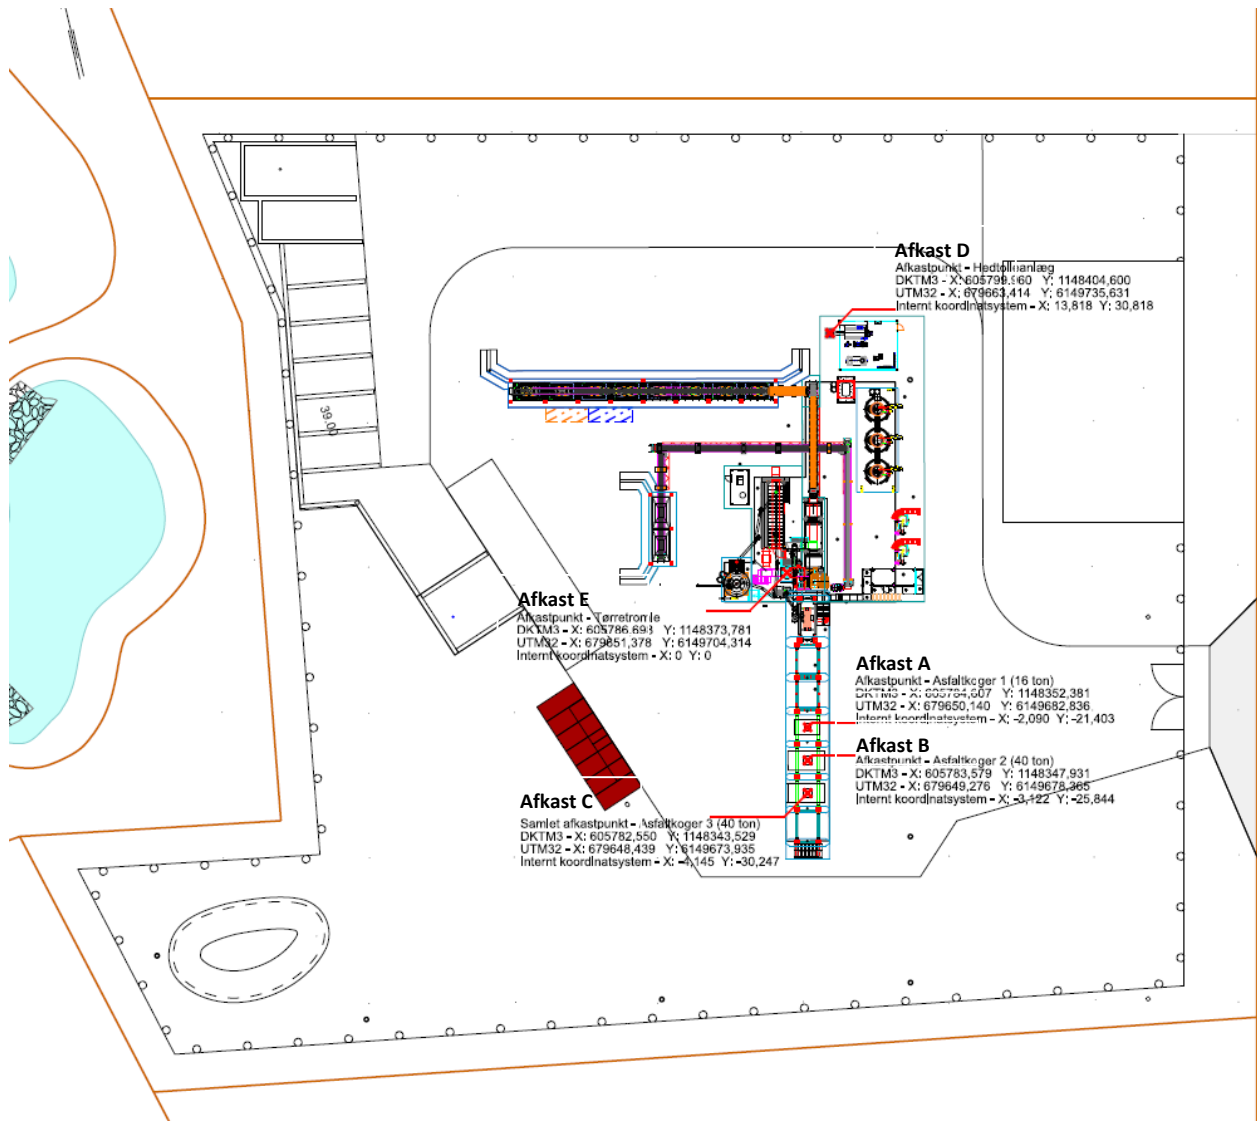 Afkast D
Afkastpunkt - Hedtolieanlæg
DKTM3 - X: 605799.960 Y: 1148404,600
UTM32 - X: 679663,414 Y: 6149735,631
Internt koordinatsystem - X: 13,818 Y: 30,818
39.00
Afkast E
Afkastpunkt - Tørretromle
DKTM3 - X: 605786.693 Y: 1148373,781
UTM32 - X: 679651,378 Y: 6149704,314
Internt koordinatsystem - X: 0 Y: 0
Afkast A
Afkastpunkt - Asfaltkoger 1 (16 ton)
DKTM3 - X: 605784,607 Y: 1148352,381
UTM32 - X: 679650,140 Y: 6149682,836
Internt koordinatsystem - X: -2,090 Y: -21,403
Afkast B
Afkastpunkt - Asfaltkoger 2 (40 ton)
DKTM3 - X: 605783,579 Y: 1148347,931
UTM32 - X: 679649,276 Y: 6149678,365
Internt koordinatsystem - X: -3,122 Y: -25,844
Afkast C
Samlet afkastpunkt - Asfaltkoger 3 (40 ton)
DKTM3 - X: 605782,550 Y: 1148343,529
UTM32 - X: 679648,439 Y: 6149673,935
Internt koordinatsystem - X: -4,145 Y: -30,247